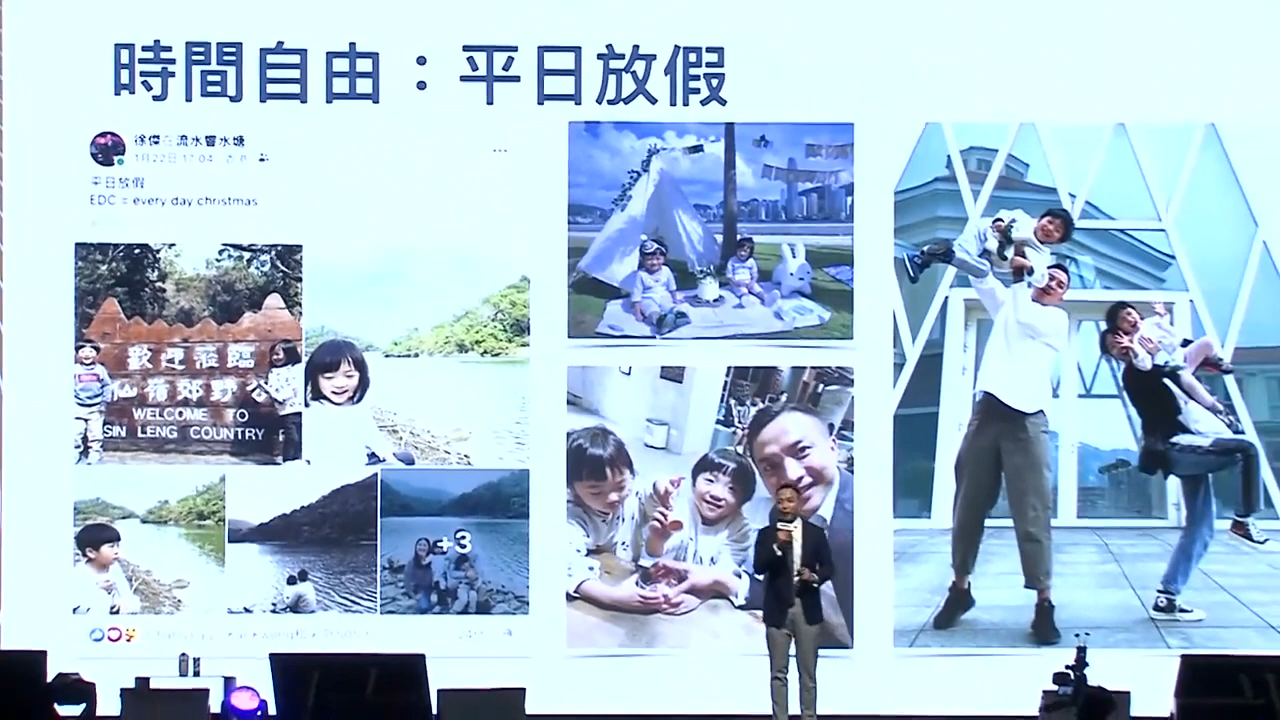 時間自由：平日放假
徐傑 在 流水響水塘
1月22日 17:04
平日放假
EDC = every day christmas
歡迎蒞臨
仙嶺郊野公
WELCOME TO
SIN LENG COUNTRY
+3